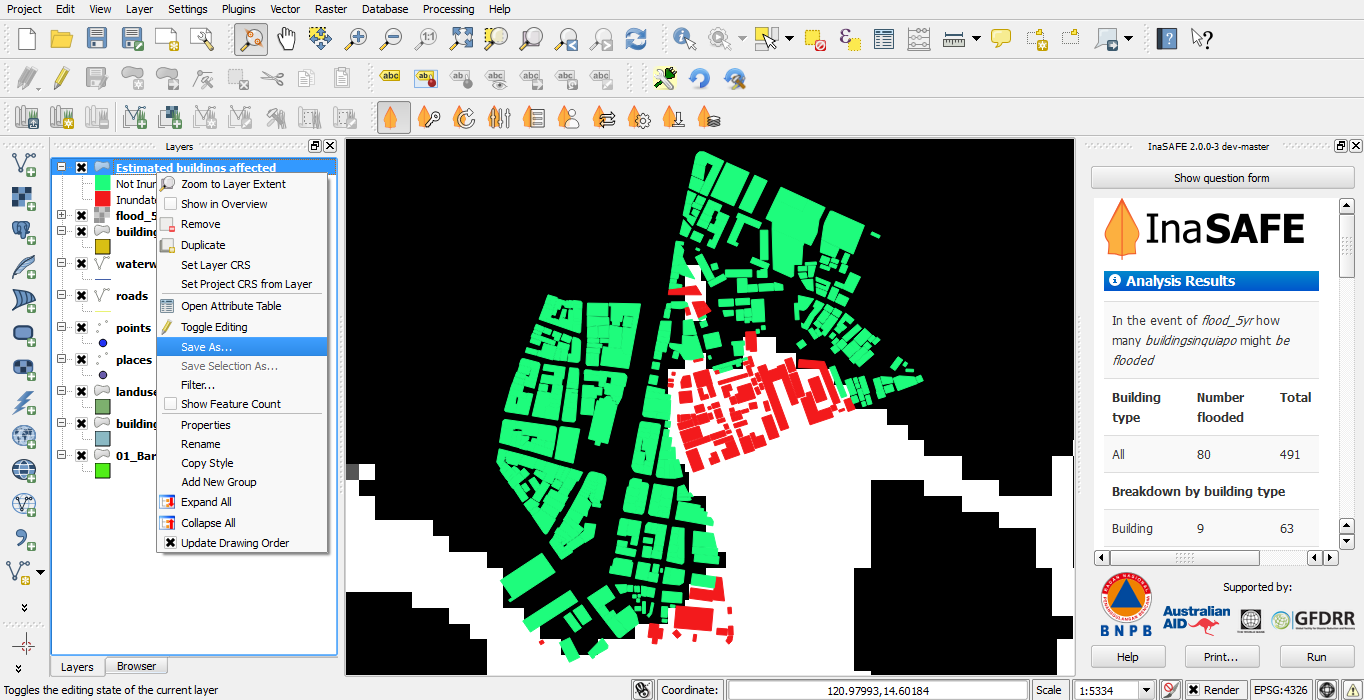 Project Edit View Layer Settings Plugins Vector Raster Database Processing Help
Layers
Estimated buildings affected
Not Inun
Inundate
flood_5
building
waterw
roads
points
places
landuse
building
01_Bar
Zoom to Layer Extent
Show in Overview
Remove
Duplicate
Set Layer CRS
Set Project CRS from Layer
Open Attribute Table
Toggle Editing
Save As...
Save Selection As...
Filter...
Show Feature Count
Properties
Rename
Copy Style
Add New Group
Expand All
Collapse All
Update Drawing Order
Layers Browser
InaSAFE 2.0.0-3 dev-master
Show question form
InaSAFE
Analysis Results
In the event of flood_5yr how
many buildingsinquiapo might be
flooded
Building type Number flooded Total
All 80 491
Breakdown by building type
Building 9 63
Supported by:
BNPB
Australian
AID
GFDRR
Help Print... Run
Toggles the editing state of the current layer
Coordinate: 120.97993,14.60184 Scale 1:5334 Render EPSG:4326